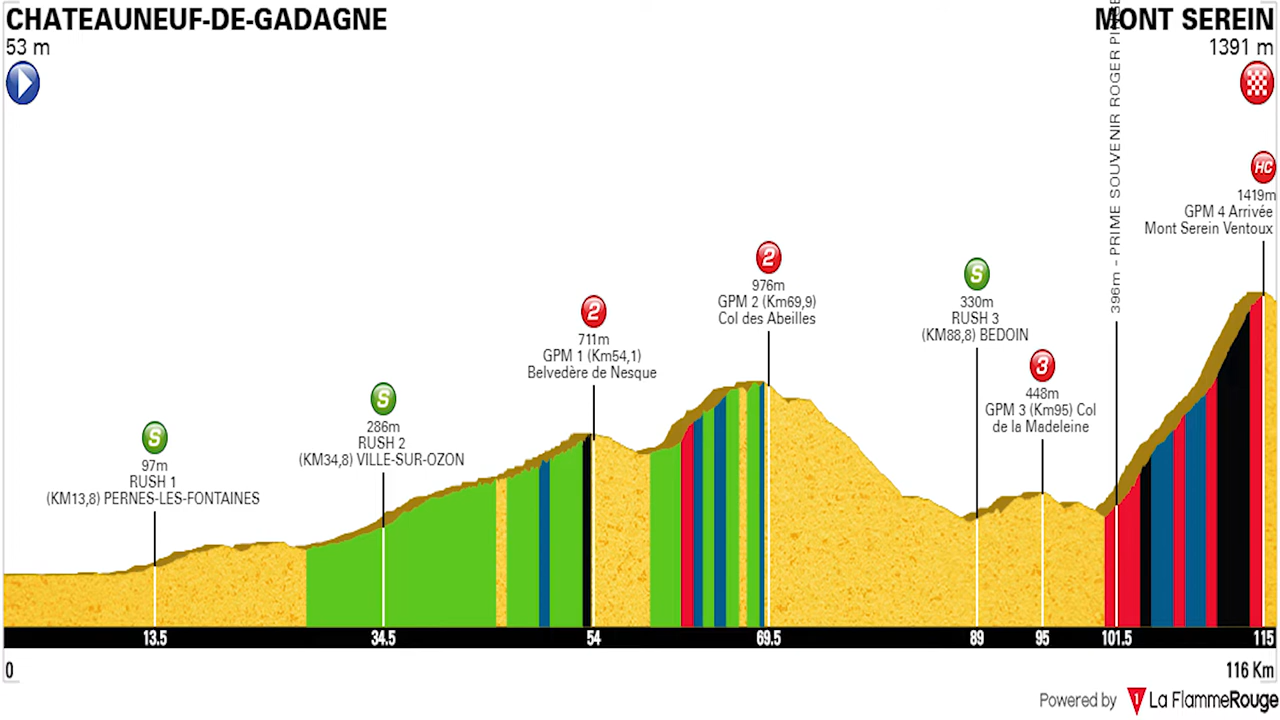 CHATEAUNEUF-DE-GADAGNE
53 m
MONT SEREIN
1391 m
HC
1419m
GPM 4 Arrivée
Mont Serein Ventoux
396m - PRIME SOUVENIR ROGER
2
976m
GPM 2 (Km69,9)
Col des Abeilles
S
330m
RUSH 3
(KM88,8) BEDOIN
2
711m
GPM 1 (Km54,1)
Belvedère de Nesque
3
448m
GPM 3 (Km95) Col
de la Madeleine
S
286m
RUSH 2
(KM34,8) VILLE-SUR-OZON
S
97m
RUSH 1
(KM13,8) PERNES-LES-FONTAINES
13.5 34.5 54 69.5 89 95 101.5 115
0 116 Km
Powered by 1 La FlammeRouge